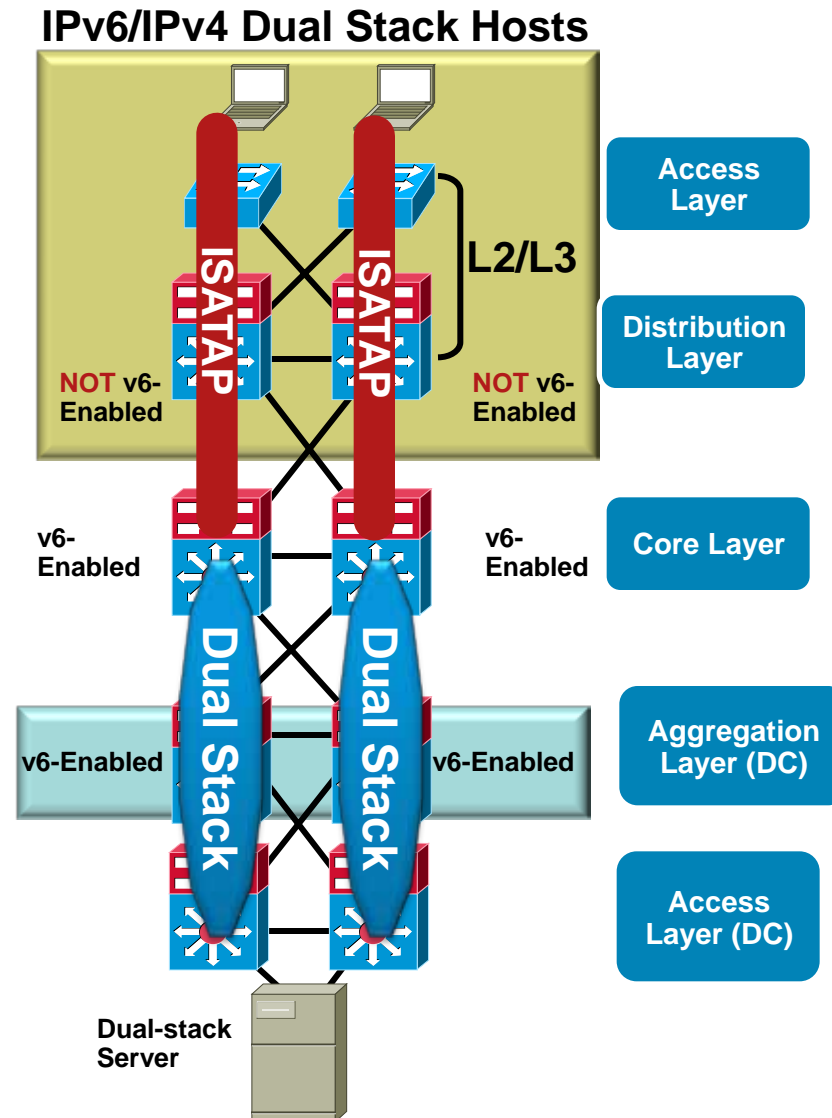 IPv6/IPv4 Dual Stack Hosts
Access
Layer
ISATAP
ISATAP
L2/L3
Distribution
Layer
NOT v6-
Enabled
NOT v6-
Enabled
v6-
Enabled
v6-
Enabled
Core Layer
Dual Stack
Dual Stack
v6-Enabled
v6-Enabled
Aggregation
Layer (DC)
Access
Layer (DC)
Dual-stack
Server